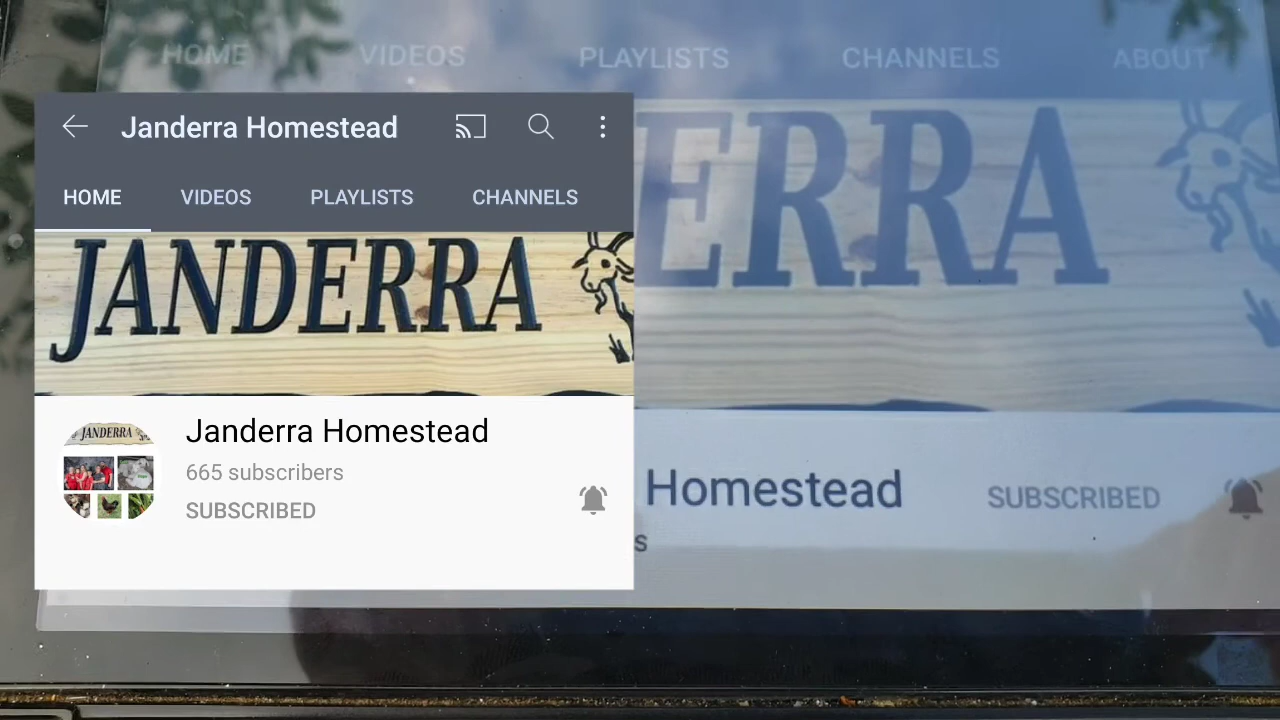 HOME VIDEOS PLAYLISTS CHANNELS ABOUT
Janderra Homestead
HOME VIDEOS PLAYLISTS CHANNELS
JANDERRA
ERRA
JANDERRA
Janderra Homestead
665 subscribers
SUBSCRIBED
Homestead SUBSCRIBED
s